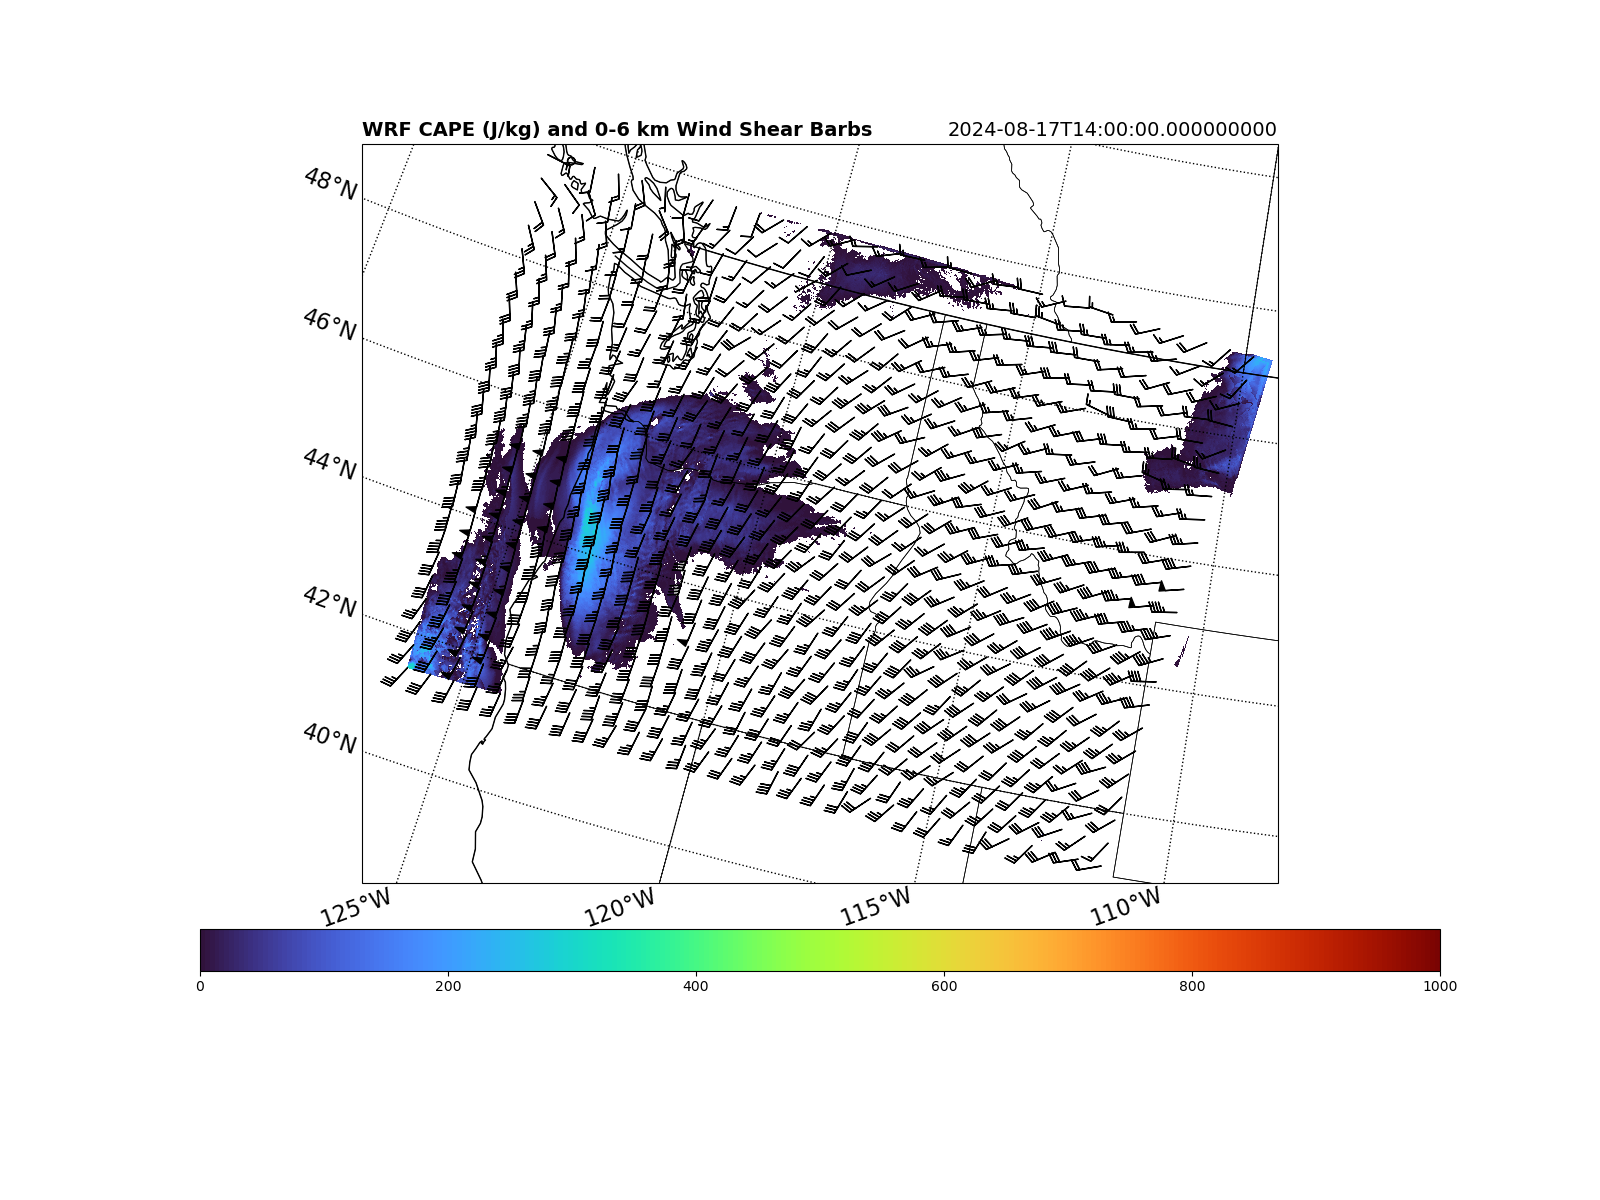 WRF CAPE (J/kg) and 0-6 km Wind Shear Barbs
2024-08-17T14:00:00.000000000
48°N
46°N
44°N
42°N
40°N
125°W
120°W
115°W
110°W
0
200
400
600
800
1000